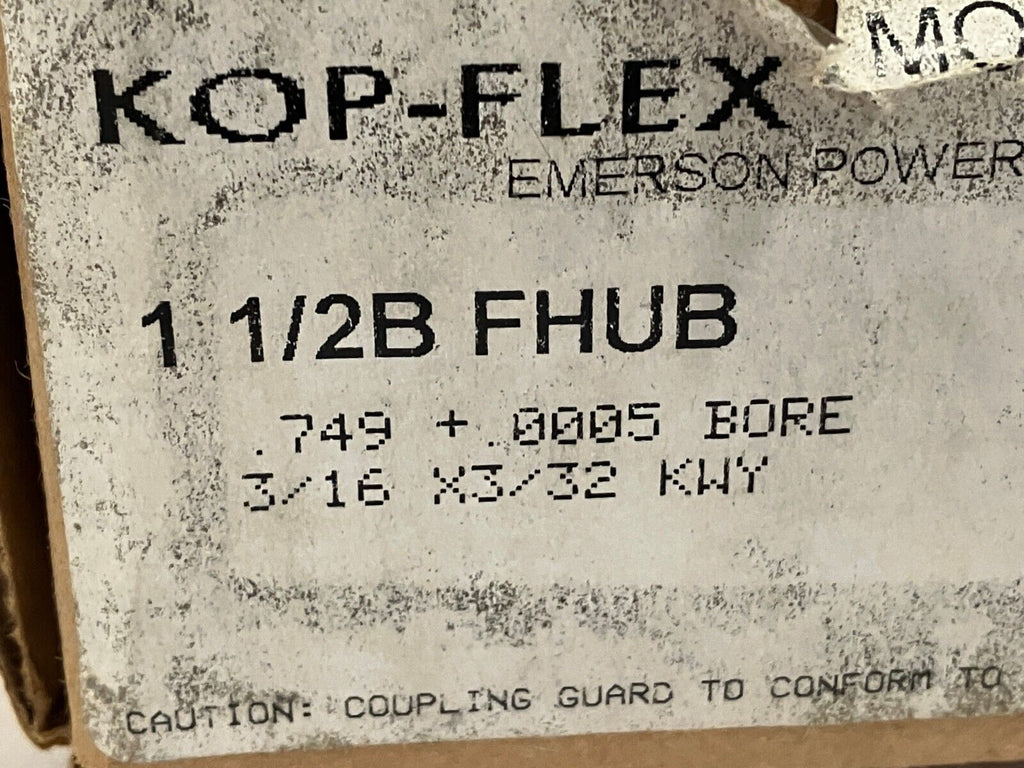 KOP-FLEX
EMERSON POWER
1 1/2B FHUB
.749 +.0005 BORE
3/16 X3/32 KWY
CAUTION: COUPLING GUARD TO CONFORM TO